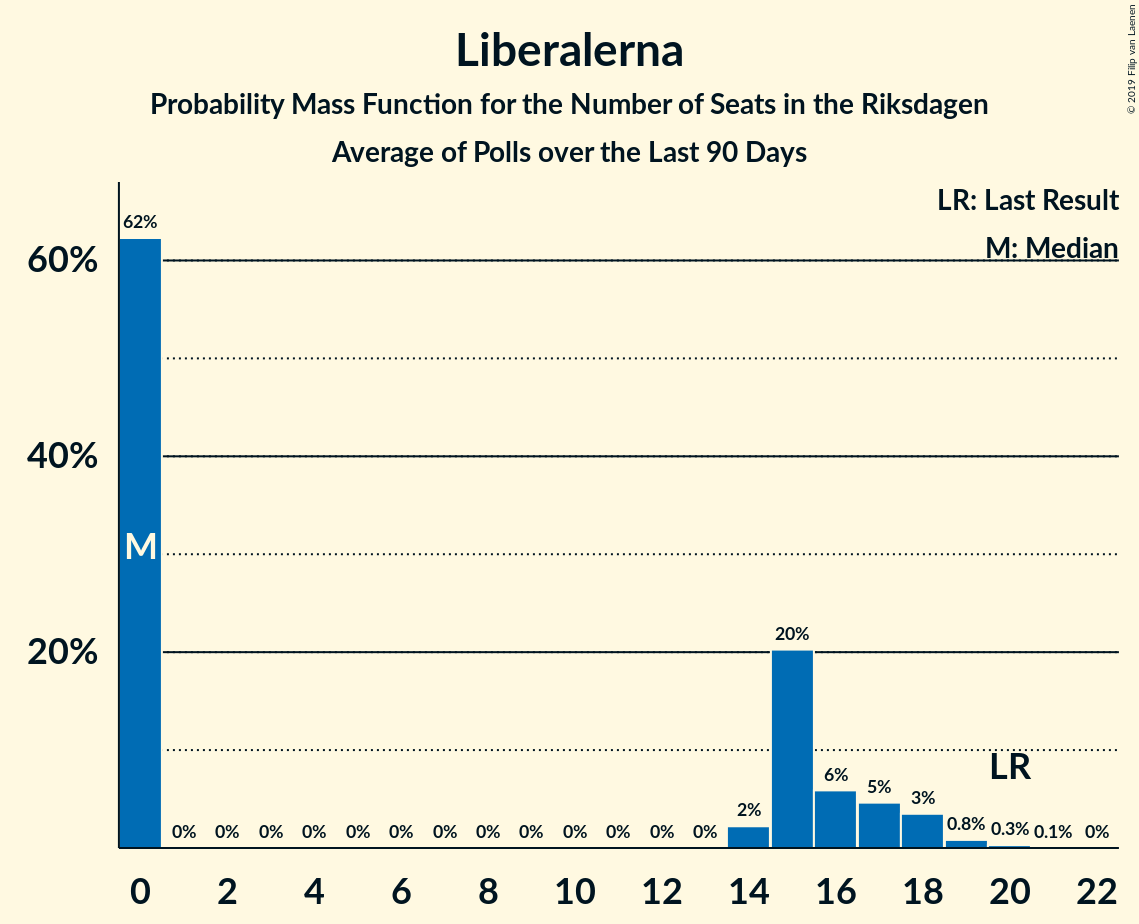 Liberalerna
Probability Mass Function for the Number of Seats in the Riksdagen
Average of Polls over the Last 90 Days
© 2019 Filip van Laenen
LR: Last Result
M: Median
60%
40%
20%
62%
M
0% 0% 0% 0% 0% 0% 0% 0% 0% 0% 0% 0% 0% 2% 20% 6% 5% 3% 0.8% 0.3% 0.1% 0%
LR
0 2 4 6 8 10 12 14 16 18 20 22